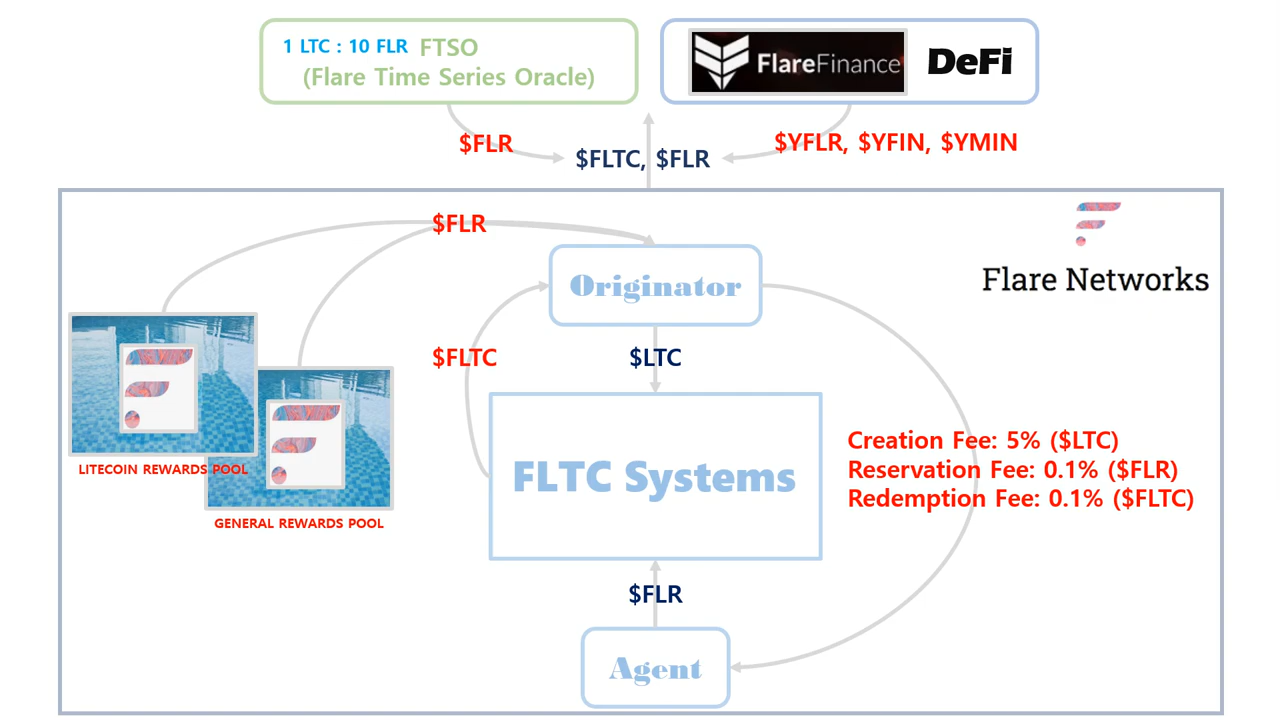 1 LTC : 10 FLR FTSO
(Flare Time Series Oracle)
FlareFinance DeFi
$FLR
$FLTC, $FLR
$YFLR, $YFIN, $YMIN
$FLR
Flare Networks
Originator
$FLTC
$LTC
LITECOIN REWARDS POOL
GENERAL REWARDS POOL
FLTC Systems
Creation Fee: 5% ($LTC)
Reservation Fee: 0.1% ($FLR)
Redemption Fee: 0.1% ($FLTC)
$FLR
Agent